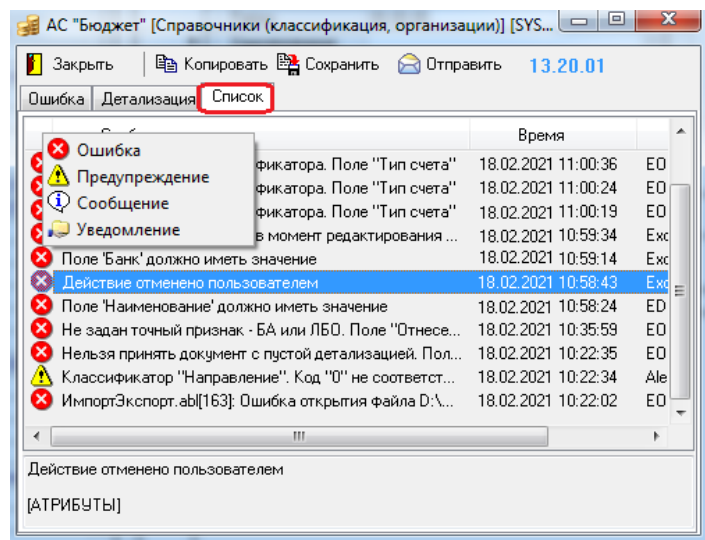 АС "Бюджет" [Справочники (классификация, организации)] [SYS...
Закрыть Копировать Сохранить Отправить 13.20.01
Ошибка Детализация Список
Время
Ошибка
Предупреждение
Сообщение
Уведомление
фикатора. Поле "Тип счета" 18.02.2021 11:00:36 EO
фикатора. Поле "Тип счета" 18.02.2021 11:00:24 EO
фикатора. Поле "Тип счета" 18.02.2021 11:00:19 EO
в момент редактирования ... 18.02.2021 10:59:34 Exc
Поле 'Банк' должно иметь значение 18.02.2021 10:59:14 Exc
Действие отменено пользователем 18.02.2021 10:58:43 Exc
Поле 'Наименование' должно иметь значение 18.02.2021 10:58:24 ED
Не задан точный признак - БА или ЛБО. Поле "Отнесе... 18.02.2021 10:35:59 EO
Нельзя принять документ с пустой детализацией. Пол... 18.02.2021 10:22:35 EO
Классификатор "Направление". Код "0" не соответст... 18.02.2021 10:22:34 Ale
ИмпортЭкспорт.abl[163]: Ошибка открытия файла D:\... 18.02.2021 10:22:02 EO
Действие отменено пользователем
[АТРИБУТЫ]